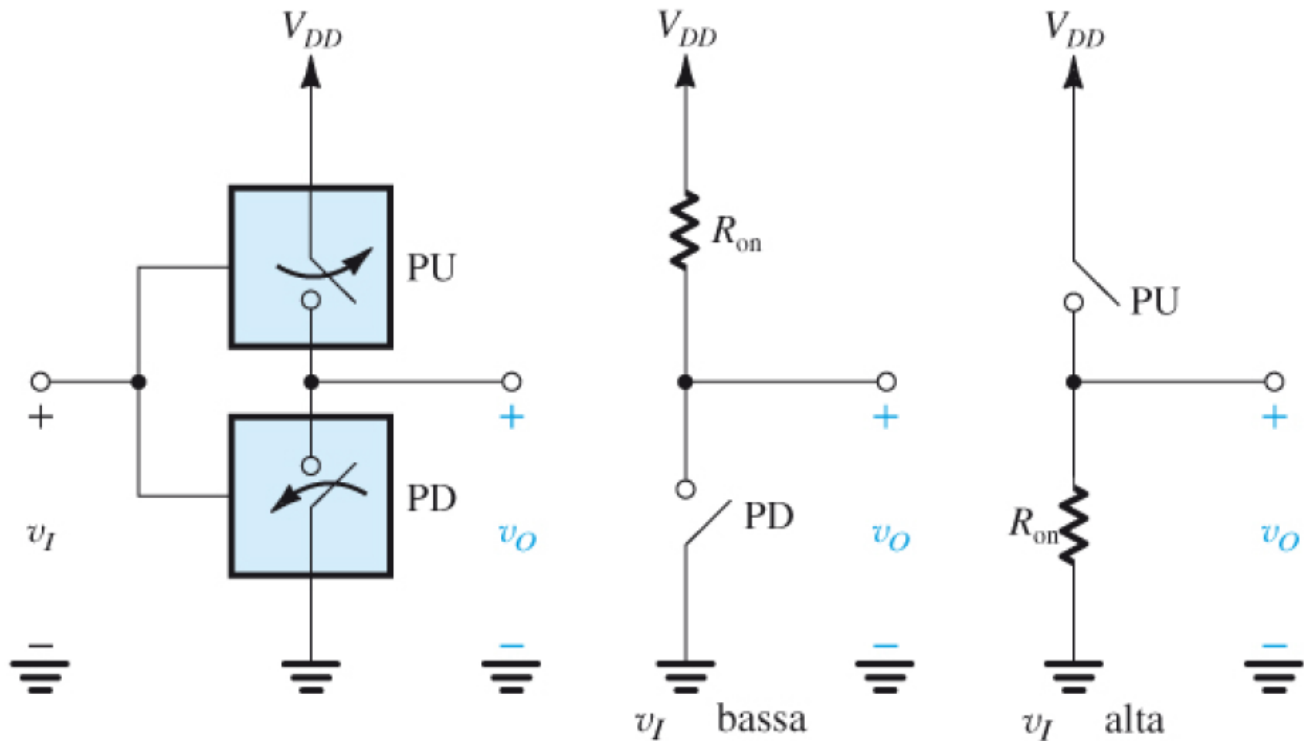 V_DD
PU
+
+
PD
v_I
v_O
−
−
V_DD
R_on
+
PD
v_O
−
v_I bassa
V_DD
PU
+
R_on
v_O
−
v_I alta